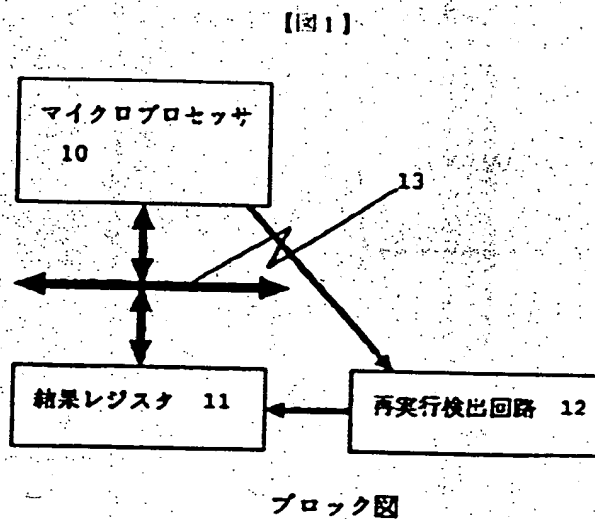 【図1】
マイクロプロセッサ
10
13
結果レジスタ 11
再実行検出回路 12
ブロック図